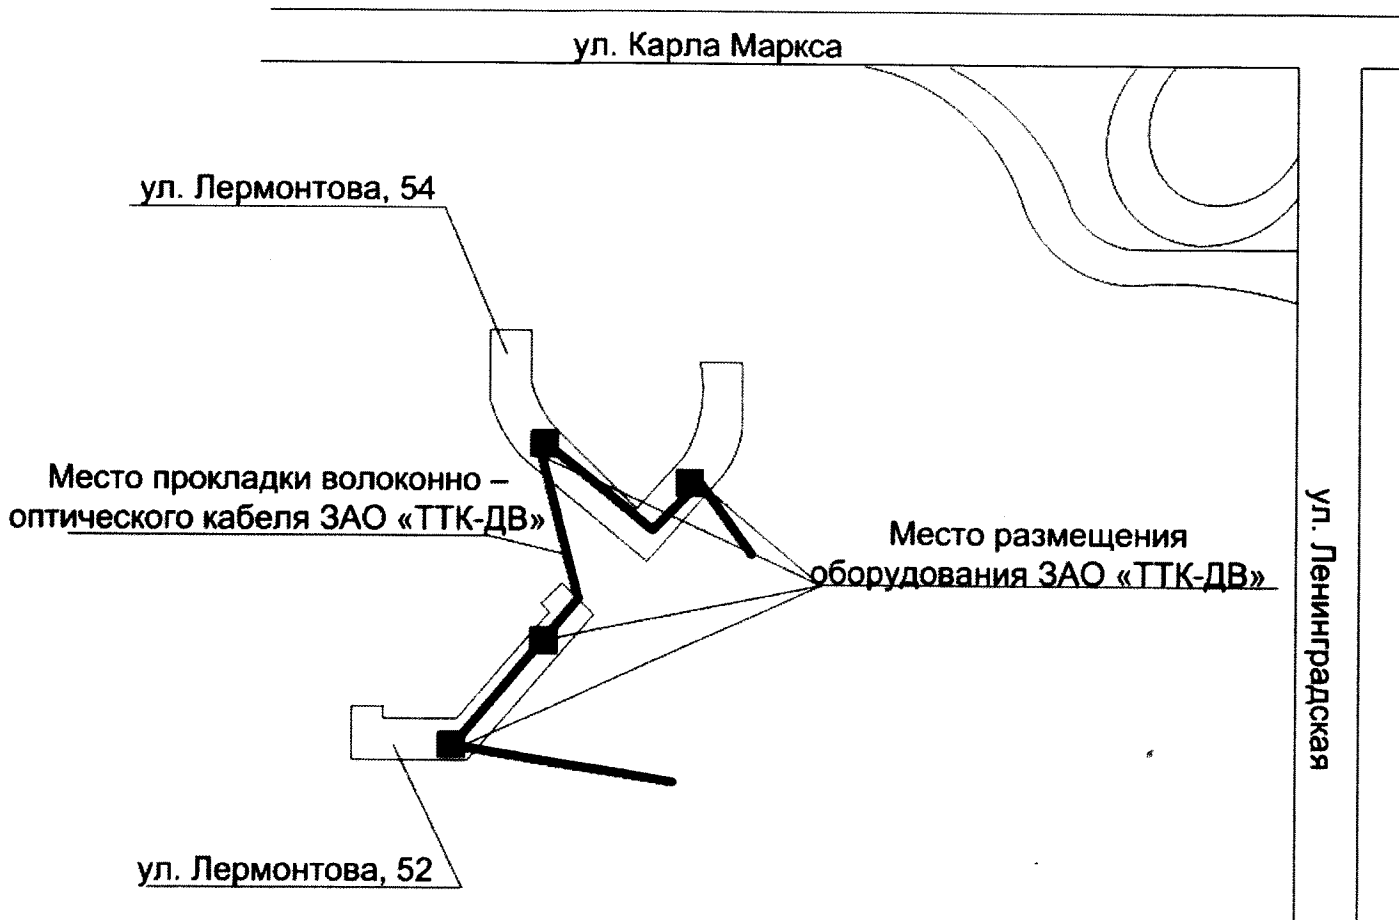 ул. Карла Маркса
ул. Лермонтова, 54
Место прокладки волоконно –
оптического кабеля ЗАО «ТТК-ДВ»
Место размещения
оборудования ЗАО «ТТК-ДВ»
ул. Ленинградская
ул. Лермонтова, 52